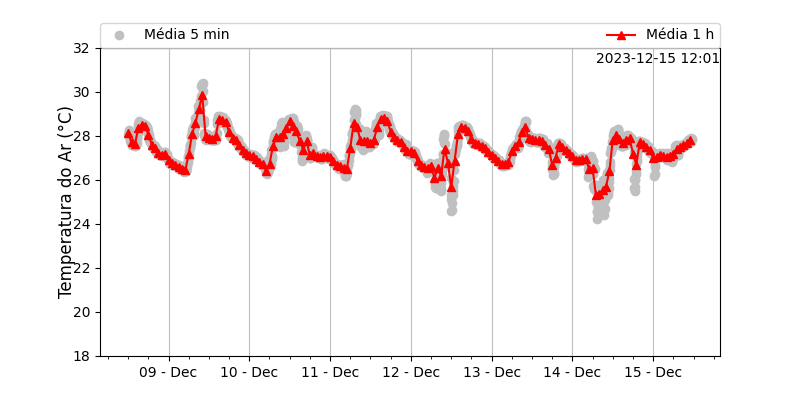 Média 5 min
Média 1 h
2023-12-15 12:01
Temperatura do Ar (°C)
32
30
28
26
24
22
20
18
09 - Dec
10 - Dec
11 - Dec
12 - Dec
13 - Dec
14 - Dec
15 - Dec